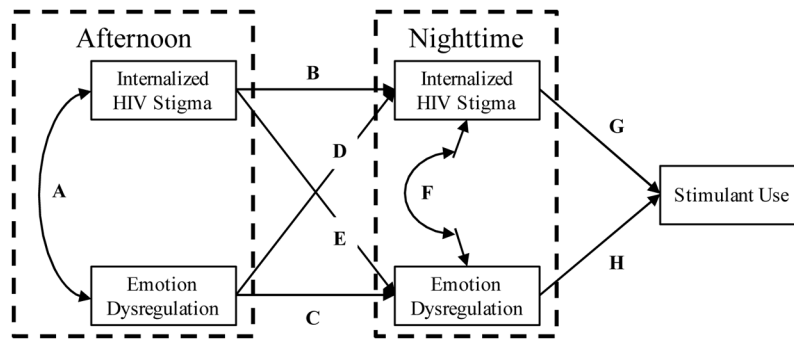 Afternoon
Nighttime
Internalized
HIV Stigma
B
Internalized
HIV Stigma
G
D
A
F
Stimulant Use
E
H
Emotion
Dysregulation
C
Emotion
Dysregulation